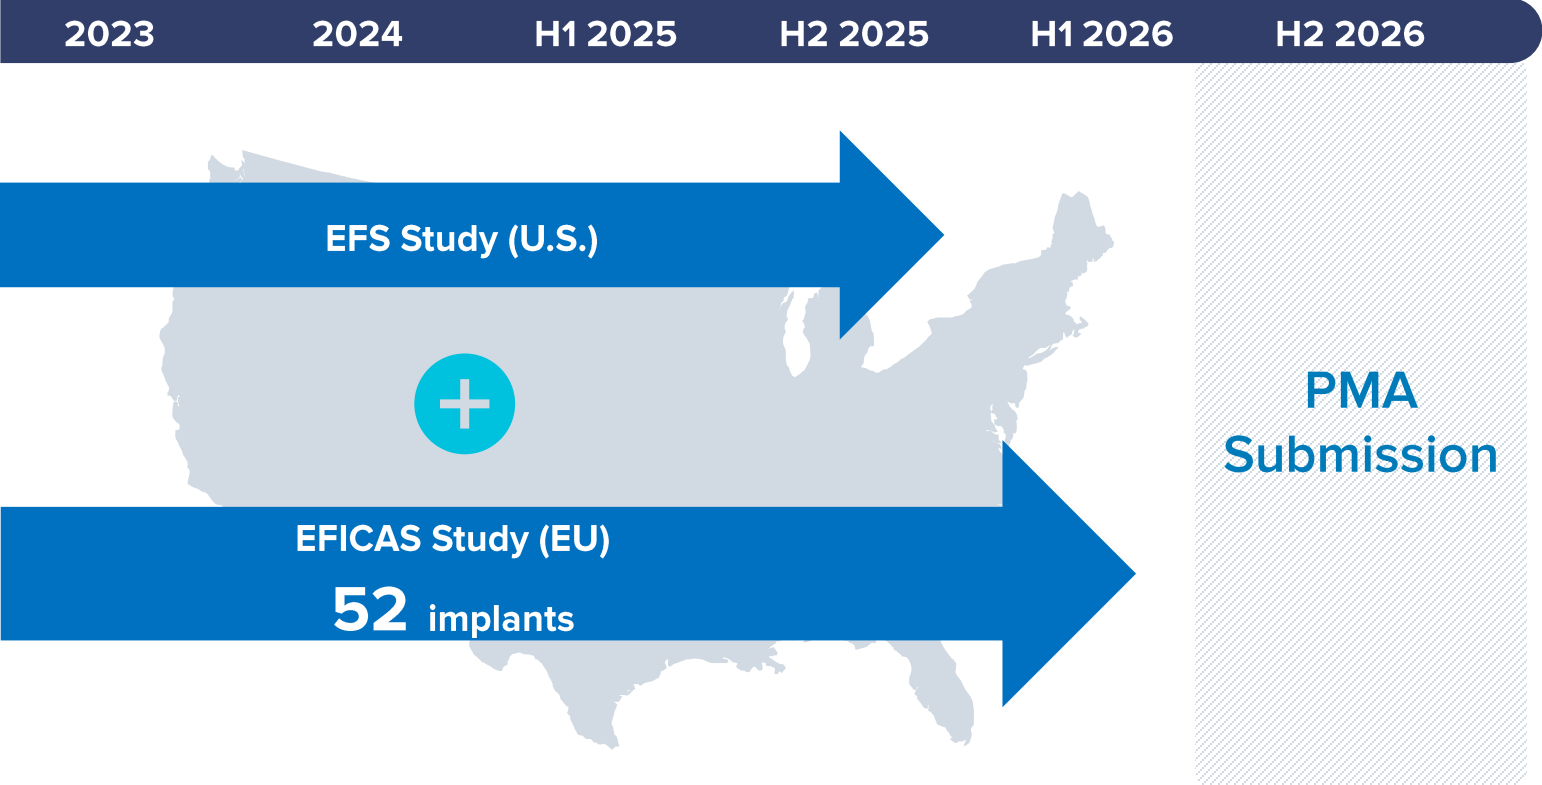 2023 2024 H1 2025 H2 2025 H1 2026 H2 2026
EFS Study (U.S.)
PMA
Submission
EFICAS Study (EU)
52 implants